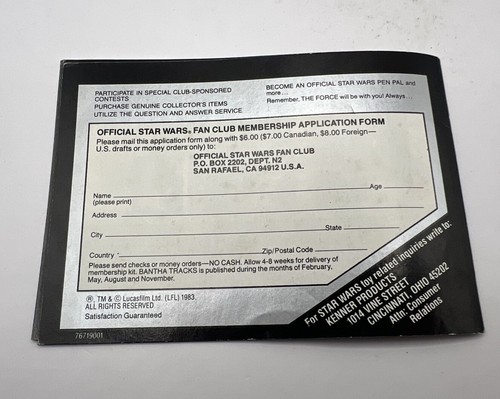 PARTICIPATE IN SPECIAL CLUB-SPONSORED
CONTESTS
PURCHASE GENUINE COLLECTOR'S ITEMS
UTILIZE THE QUESTION AND ANSWER SERVICE
BECOME AN OFFICIAL STAR WARS PEN PAL and
more...
Remember, THE FORCE will be with you! Always...
OFFICIAL STAR WARS® FAN CLUB MEMBERSHIP APPLICATION FORM
Please mail this application form along with $6.00 ($7.00 Canadian, $8.00 Foreign—
U.S. drafts or money orders only) to:
OFFICIAL STAR WARS FAN CLUB
P.O. BOX 2202, DEPT. N2
SAN RAFAEL, CA 94912 U.S.A.
Name Age
(please print)
Address
City State
Country Zip/Postal Code
Please send checks or money orders—NO CASH. Allow 4-8 weeks for delivery of
membership kit. BANTHA TRACKS is published during the months of February,
May, August and November.
®, TM & © Lucasfilm Ltd. (LFL) 1983.
ALL RIGHTS RESERVED
Satisfaction Guaranteed
For STAR WARS toy related inquiries write to:
KENNER PRODUCTS
1014 VINE STREET
CINCINNATI, OHIO 45202
Attn: Consumer
Relations
76719001